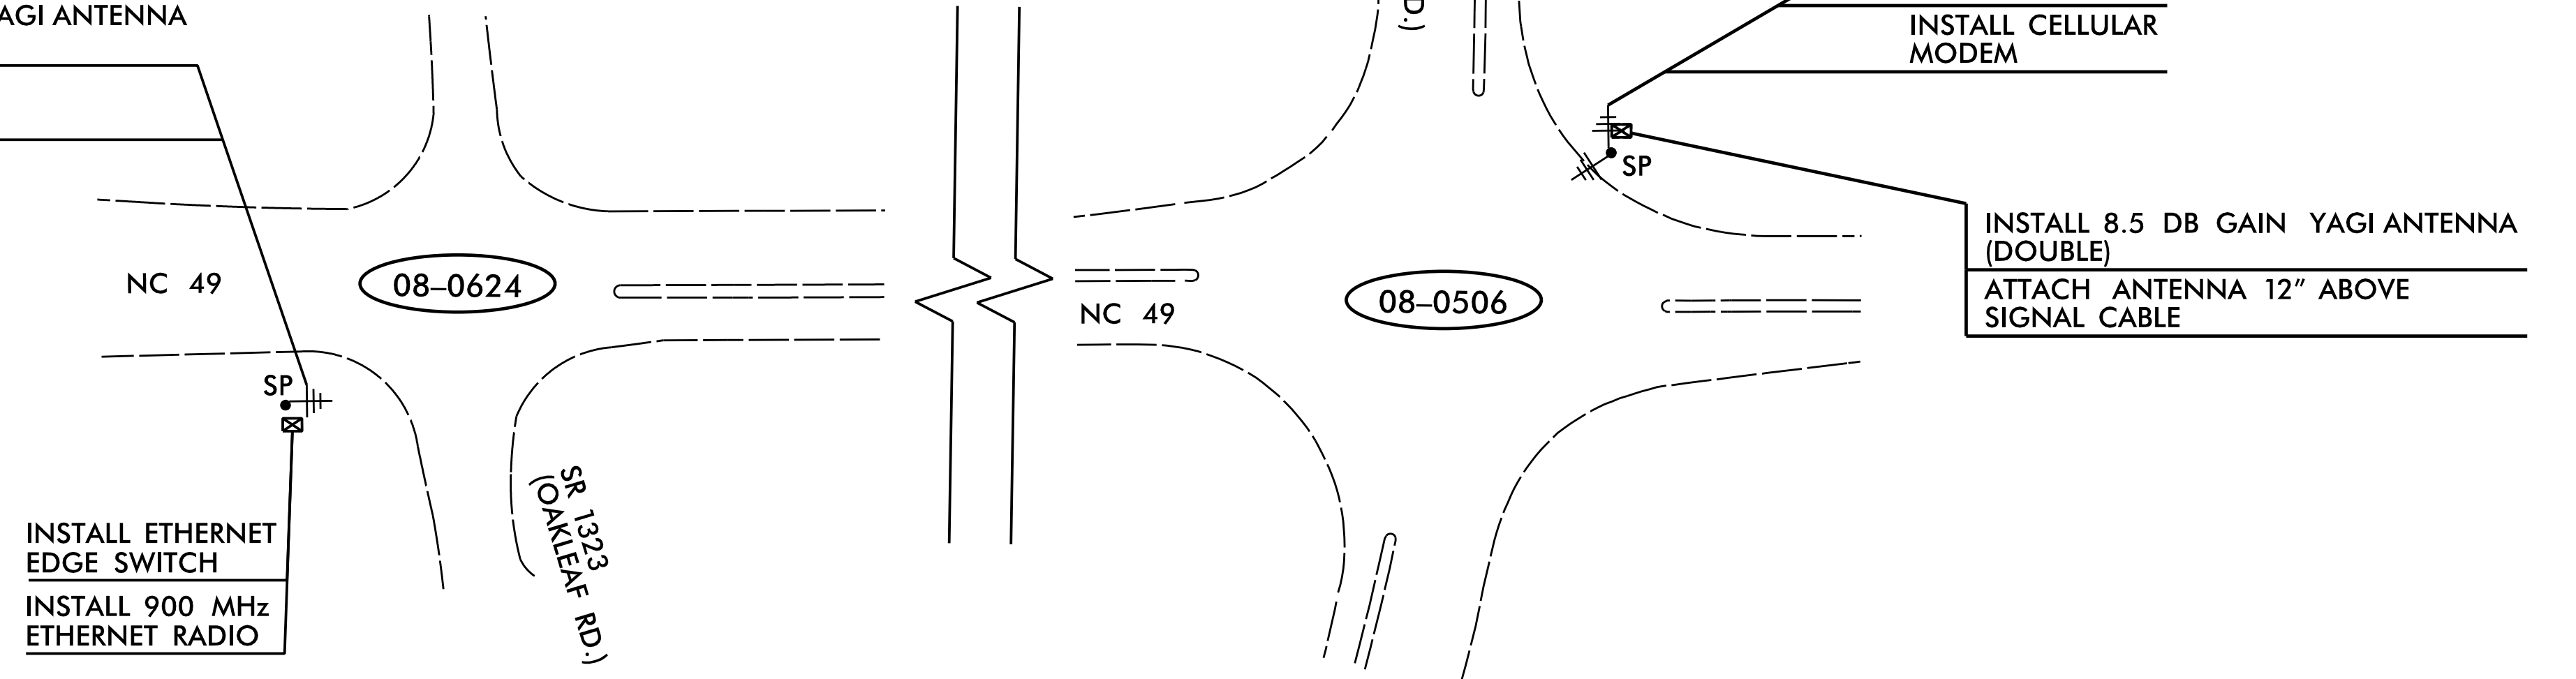 YAGI ANTENNA
NC 49
08–0624
SP
INSTALL ETHERNET
EDGE SWITCH
INSTALL 900 MHz
ETHERNET RADIO
SR 1323
(OAKLEAF RD.)
D.)
NC 49
08–0506
SP
INSTALL CELLULAR
MODEM
INSTALL 8.5 DB GAIN YAGI ANTENNA
(DOUBLE)
ATTACH ANTENNA 12” ABOVE
SIGNAL CABLE